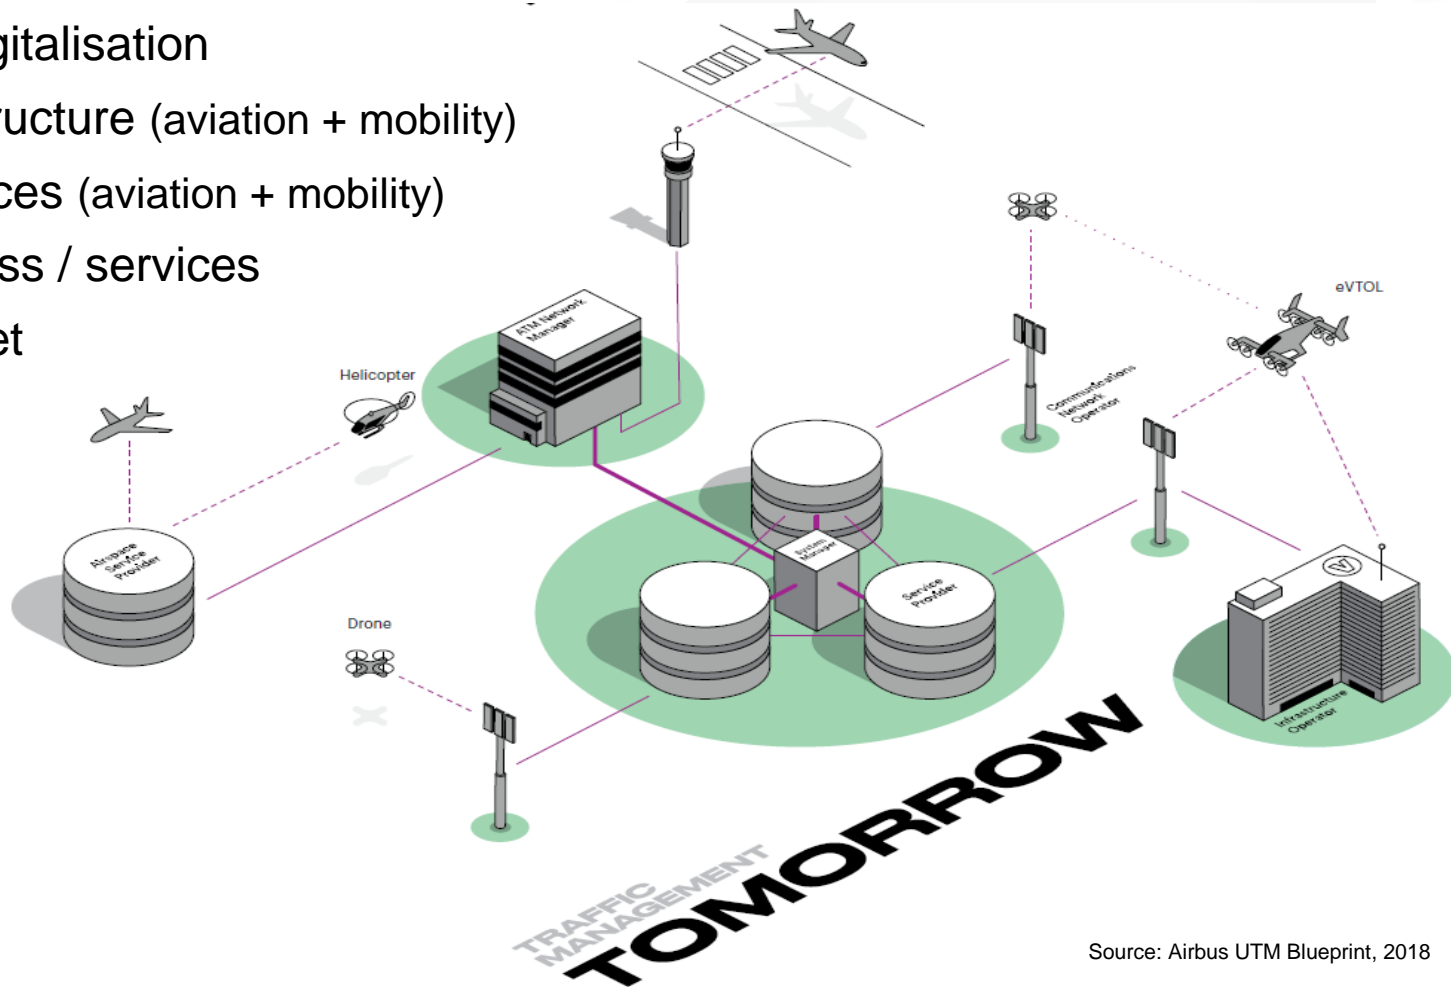 gitalisation
ructure (aviation + mobility)
ces (aviation + mobility)
ss / services
et
eVTOL
ATM Network
Manager
Helicopter
Communications
Network
Operator
System
Manager
Airspace
Service
Provider
Service
Provider
Drone
V
Infrastructure
Operator
TRAFFIC
MANAGEMENT
TOMORROW
Source: Airbus UTM Blueprint, 2018